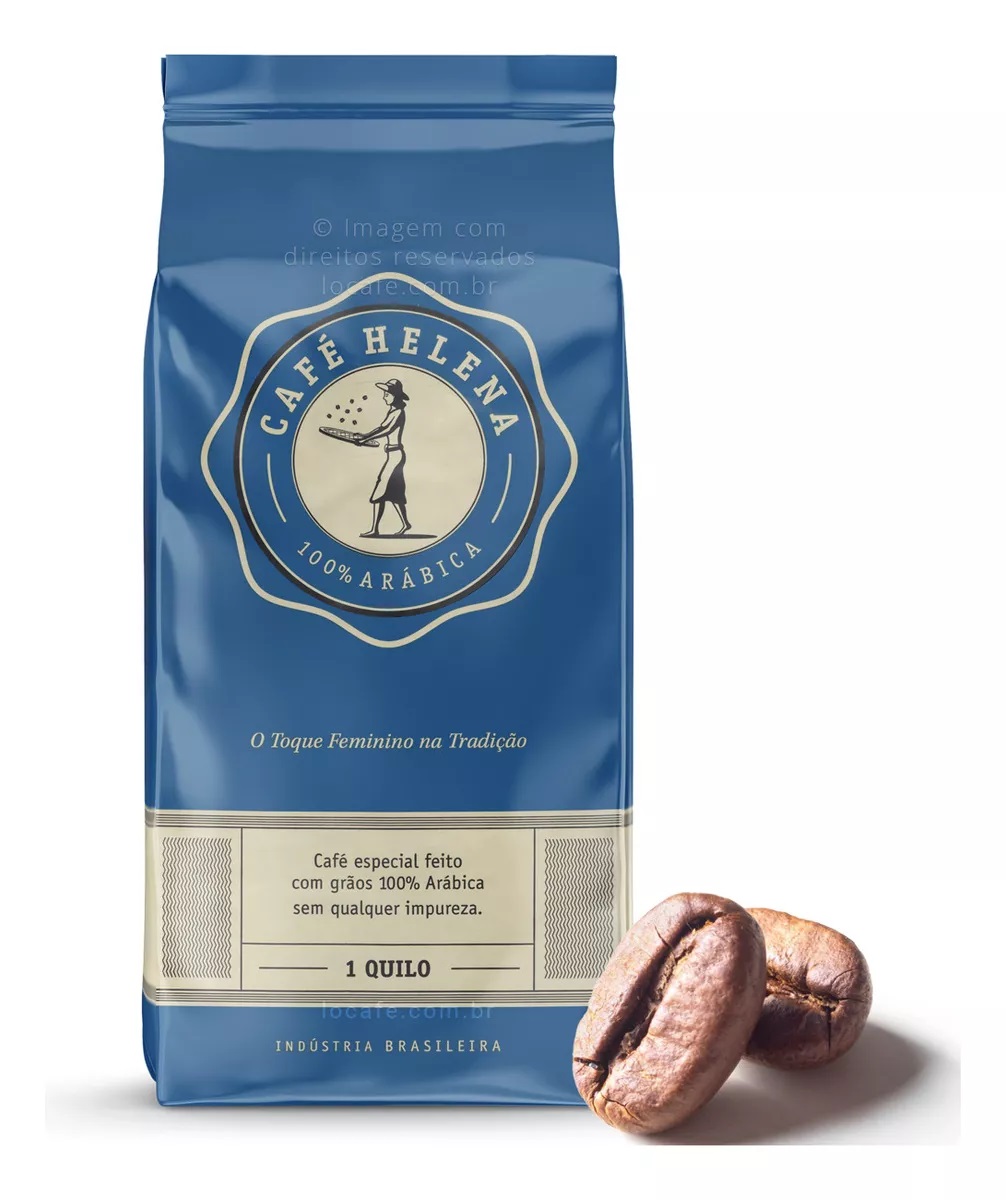 © Imagem com
direitos reservados
locafe.com.br
CAFÉ HELENA
100% ARÁBICA
O Toque Feminino na Tradição
Café especial feito
com grãos 100% Arábica
sem qualquer impureza.
1 QUILO
locafe.com.br
INDÚSTRIA BRASILEIRA